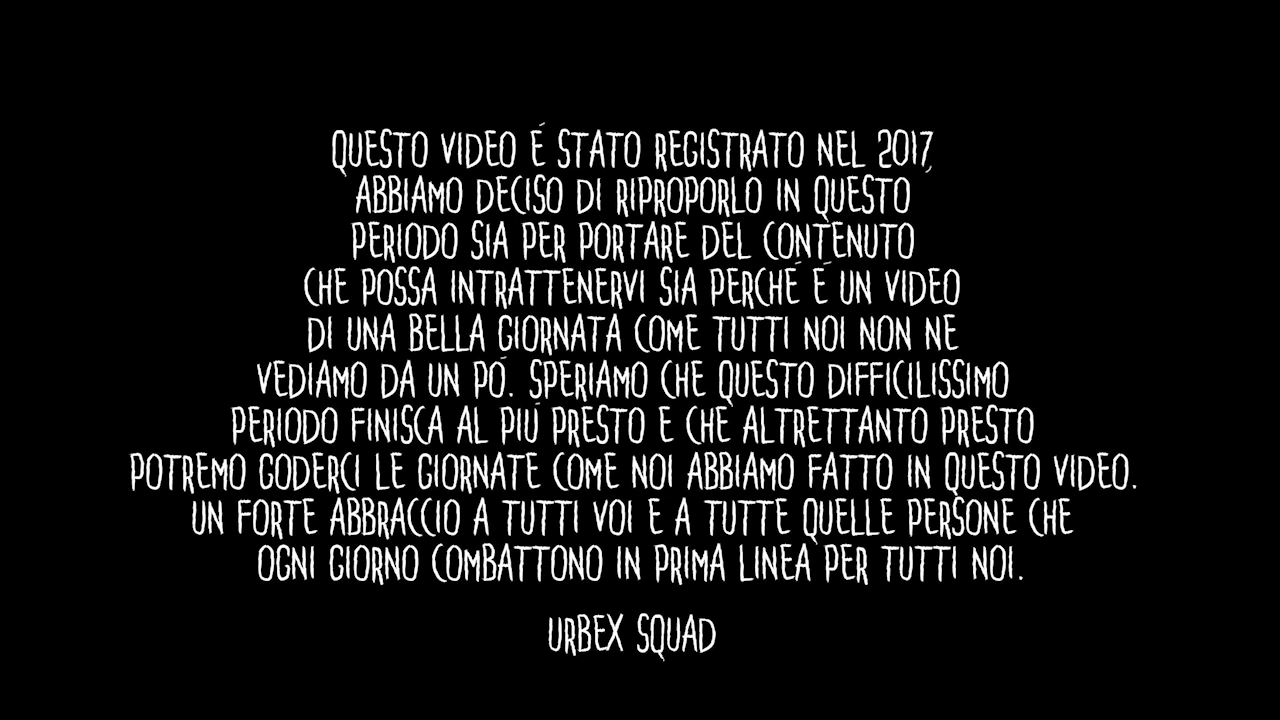 QUESTO VIDEO É STATO REGISTRATO NEL 2017,
ABBIAMO DECISO DI RIPROPORLO IN QUESTO
PERIODO SIA PER PORTARE DEL CONTENUTO
CHE POSSA INTRATTENERVI SIA PERCHÉ É UN VIDEO
DI UNA BELLA GIORNATA COME TUTTI NOI NON NE
VEDIAMO DA UN PÓ. SPERIAMO CHE QUESTO DIFFICILISSIMO
PERIODO FINISCA AL PIÚ PRESTO E CHE ALTRETTANTO PRESTO
POTREMO GODERCI LE GIORNATE COME NOI ABBIAMO FATTO IN QUESTO VIDEO.
UN FORTE ABBRACCIO A TUTTI VOI E A TUTTE QUELLE PERSONE CHE
OGNI GIORNO COMBATTONO IN PRIMA LINEA PER TUTTI NOI.
URBEX SQUAD